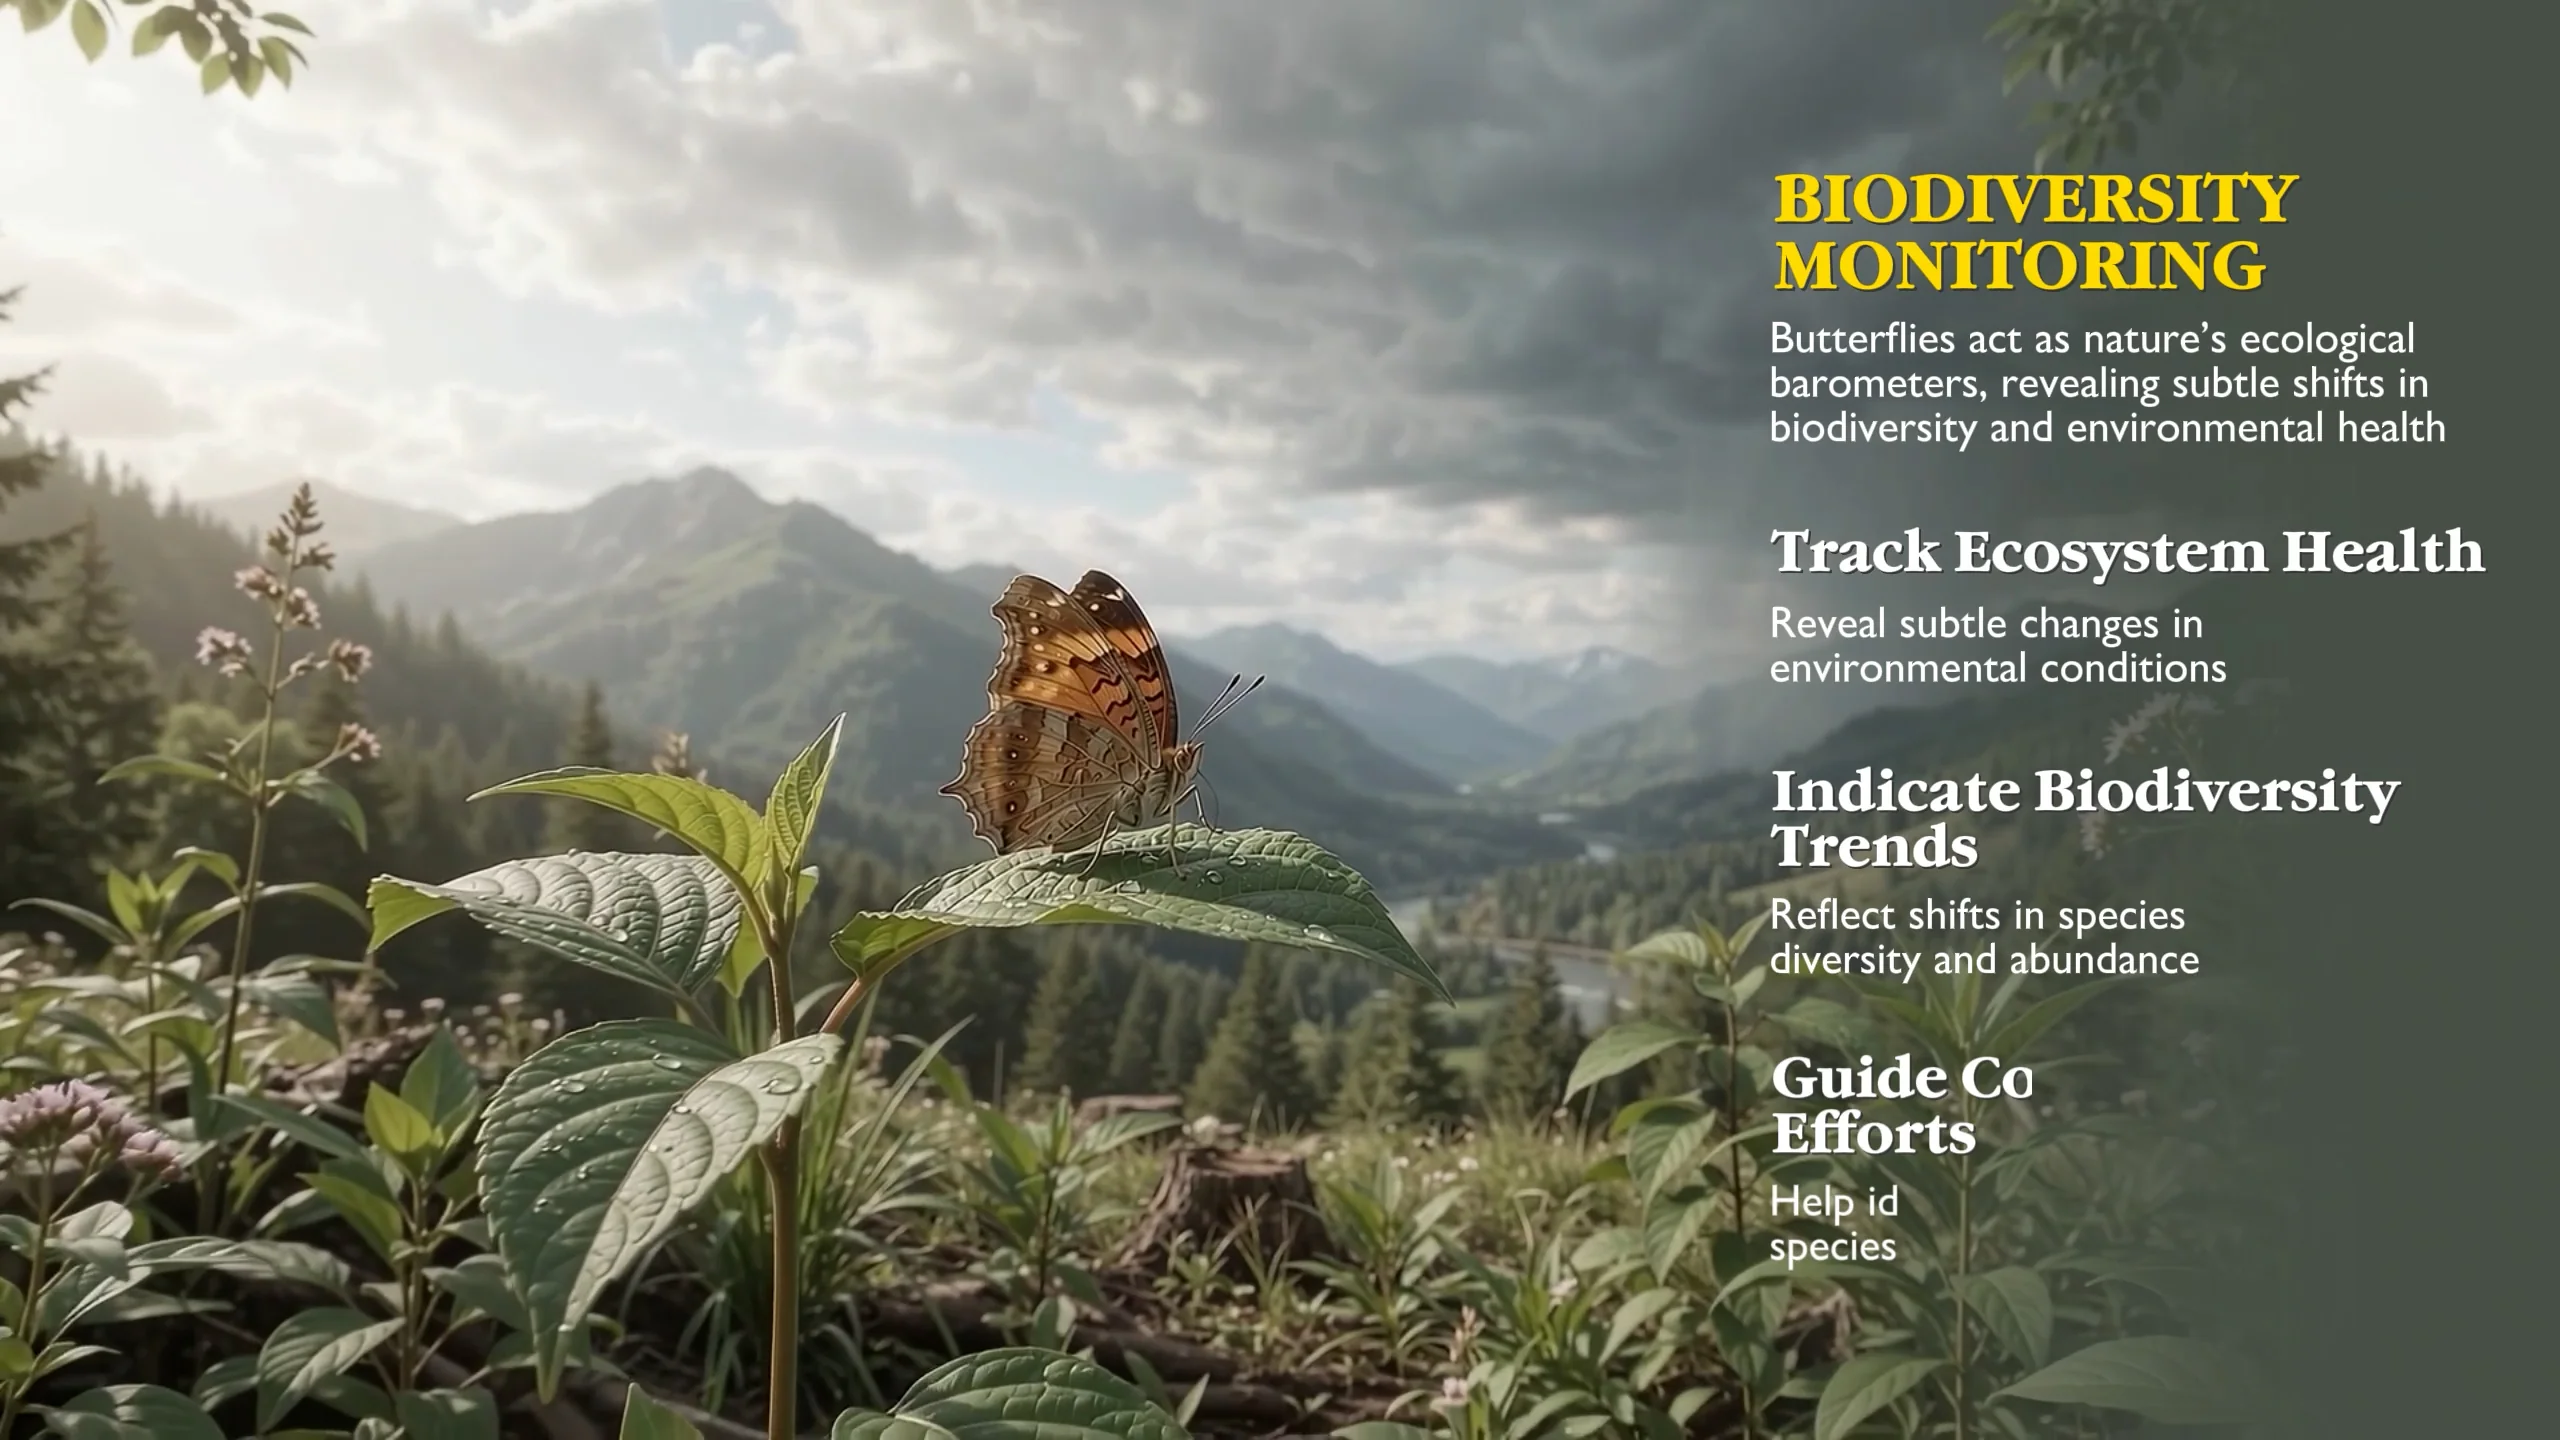 BIODIVERSITY
MONITORING
Butterflies act as nature’s ecological
barometers, revealing subtle shifts in
biodiversity and environmental health
Track Ecosystem Health
Reveal subtle changes in
environmental conditions
Indicate Biodiversity
Trends
Reflect shifts in species
diversity and abundance
Guide Co
Efforts
Help id
species